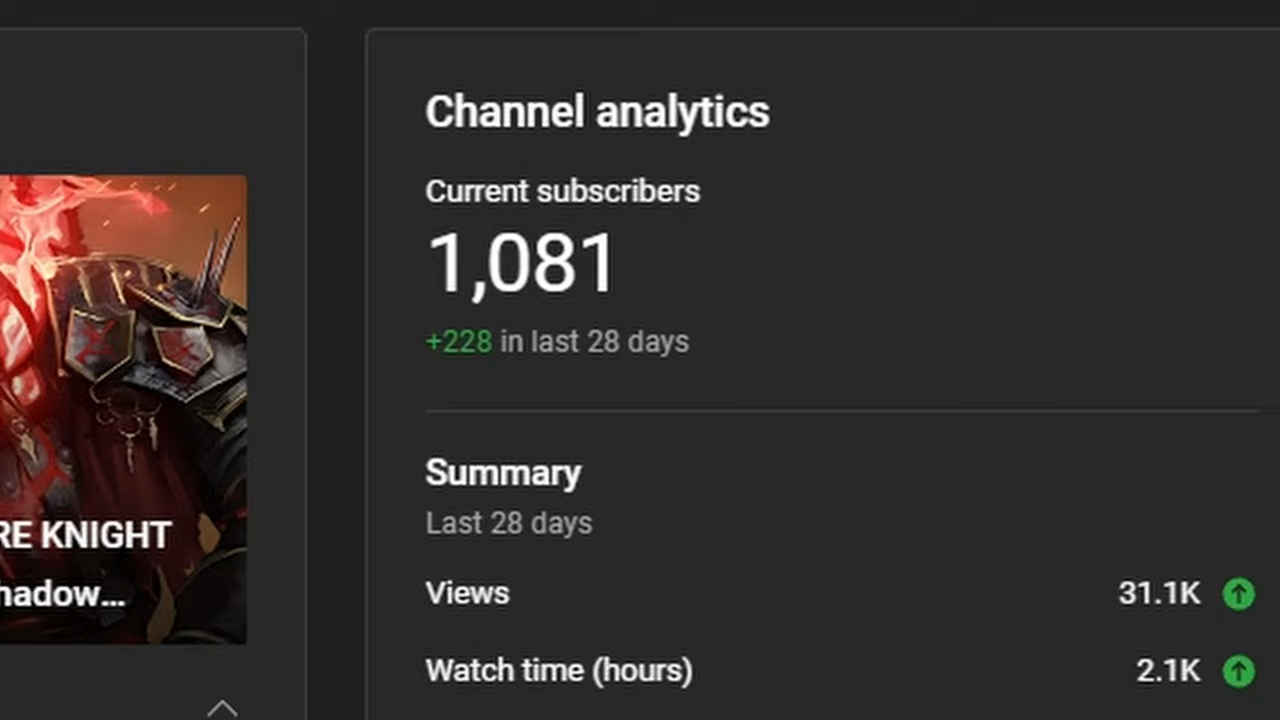 RE KNIGHT
hadow...
Channel analytics
Current subscribers
1,081
+228 in last 28 days
Summary
Last 28 days
Views 31.1K
Watch time (hours) 2.1K